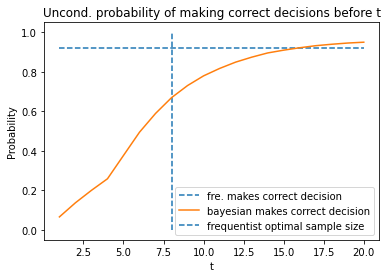 Uncond. probability of making correct decisions before t
1.0
0.8
0.6
0.4
0.2
0.0
Probability
fre. makes correct decision
bayesian makes correct decision
frequentist optimal sample size
2.5 5.0 7.5 10.0 12.5 15.0 17.5 20.0
t